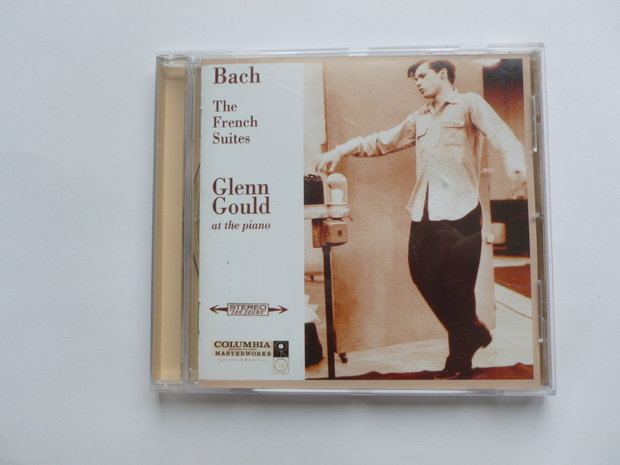 Bach
The
French
Suites
Glenn
Gould
at the piano
STEREO
360 SOUND
COLUMBIA
MASTERWORKS